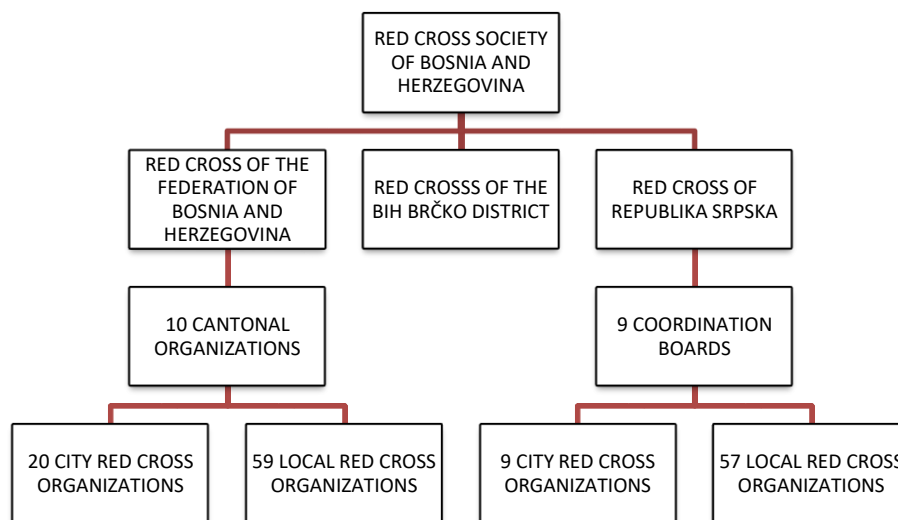 RED CROSS SOCIETY
OF BOSNIA AND
HERZEGOVINA
RED CROSS OF THE
FEDERATION OF
BOSNIA AND
HERZEGOVINA
RED CROSSS OF THE
BIH BRČKO DISTRICT
RED CROSS OF
REPUBLIKA SRPSKA
10 CANTONAL
ORGANIZATIONS
9 COORDINATION
BOARDS
20 CITY RED CROSS
ORGANIZATIONS
59 LOCAL RED CROSS
ORGANIZATIONS
9 CITY RED CROSS
ORGANIZATIONS
57 LOCAL RED CROSS
ORGANIZATIONS